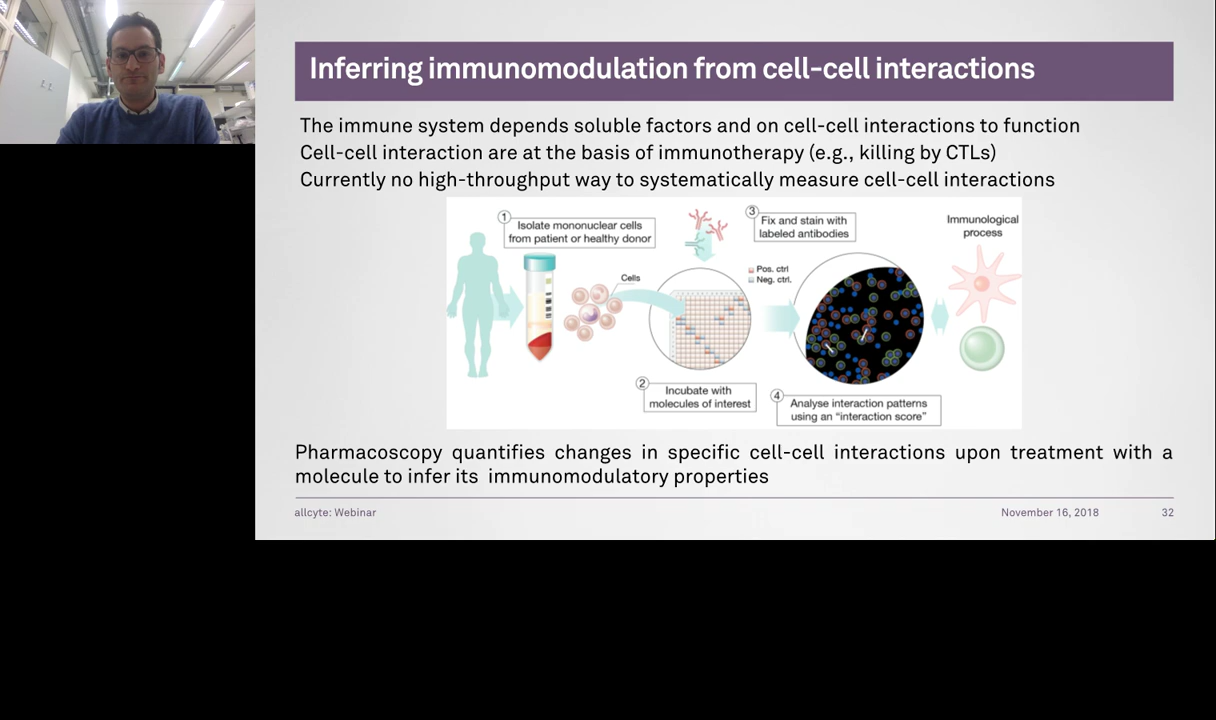 Inferring immunomodulation from cell-cell interactions
The immune system depends soluble factors and on cell-cell interactions to function
Cell-cell interaction are at the basis of immunotherapy (e.g., killing by CTLs)
Currently no high-throughput way to systematically measure cell-cell interactions
1
Isolate mononuclear cells
from patient or healthy donor
Cells
3
Fix and stain with
labeled antibodies
Pos. ctrl
Neg. ctrl.
Immunological
process
2
Incubate with
molecules of interest
4
Analyse interaction patterns
using an “interaction score”
Pharmacoscopy quantifies changes in specific cell-cell interactions upon treatment with a
molecule to infer its immunomodulatory properties
allcyte: Webinar
November 16, 2018
32